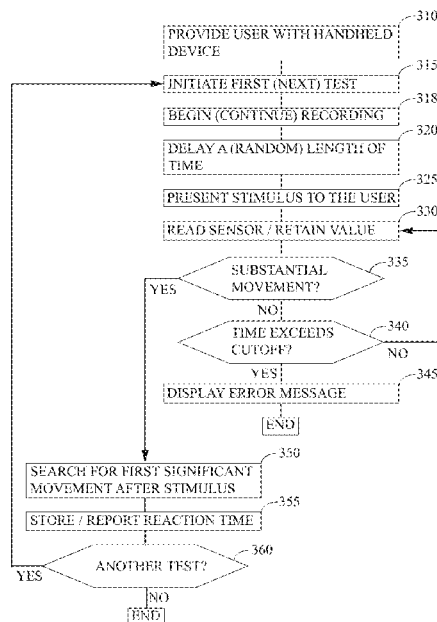 310
PROVIDE USER WITH HANDHELD
DEVICE
315
INITIATE FIRST (NEXT) TEST
318
BEGIN (CONTINUE) RECORDING
320
DELAY A (RANDOM) LENGTH OF
TIME
325
PRESENT STIMULUS TO THE USER
330
READ SENSOR / RETAIN VALUE
335
SUBSTANTIAL
MOVEMENT?
YES
NO
340
TIME EXCEEDS
CUTOFF?
NO
YES
345
DISPLAY ERROR MESSAGE
END
350
SEARCH FOR FIRST SIGNIFICANT
MOVEMENT AFTER STIMULUS
355
STORE / REPORT REACTION TIME
360
ANOTHER TEST?
YES
NO
END